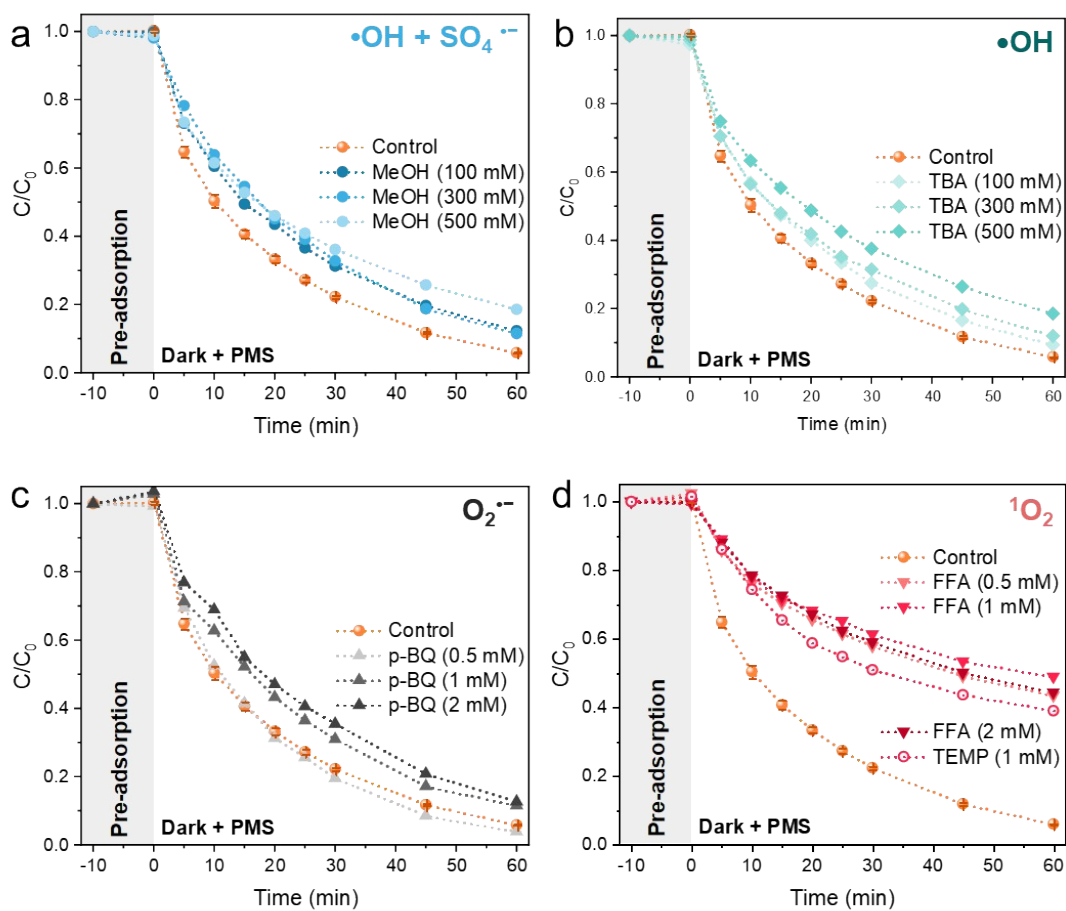 a
•OH + SO₄ •−
C/C₀
1.0
0.8
0.6
0.4
0.2
0.0
Control
MeOH (100 mM)
MeOH (300 mM)
MeOH (500 mM)
Pre-adsorption
Dark + PMS
-10 0 10 20 30 40 50 60
Time (min)
b
•OH
C/C₀
1.0
0.8
0.6
0.4
0.2
0.0
Control
TBA (100 mM)
TBA (300 mM)
TBA (500 mM)
Pre-adsorption
Dark + PMS
-10 0 10 20 30 40 50 60
Time (min)
c
O₂•−
C/C₀
1.0
0.8
0.6
0.4
0.2
0.0
Control
p-BQ (0.5 mM)
p-BQ (1 mM)
p-BQ (2 mM)
Pre-adsorption
Dark + PMS
-10 0 10 20 30 40 50 60
Time (min)
d
¹O₂
C/C₀
1.0
0.8
0.6
0.4
0.2
0.0
Control
FFA (0.5 mM)
FFA (1 mM)
FFA (2 mM)
TEMP (1 mM)
Pre-adsorption
Dark + PMS
-10 0 10 20 30 40 50 60
Time (min)